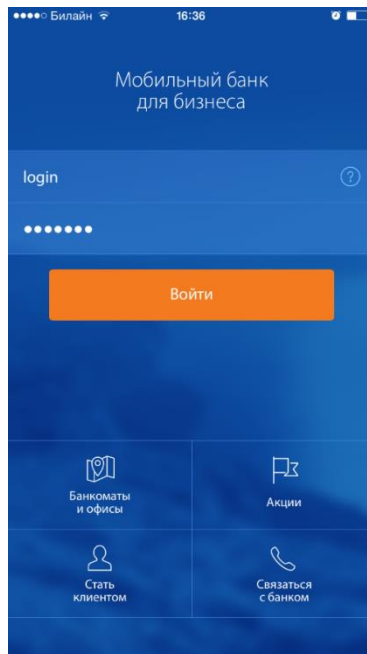 Билайн 16:36
Мобильный банк
для бизнеса
login
?
Войти
Банкоматы
и офисы
Акции
Стать
клиентом
Связаться
с банком